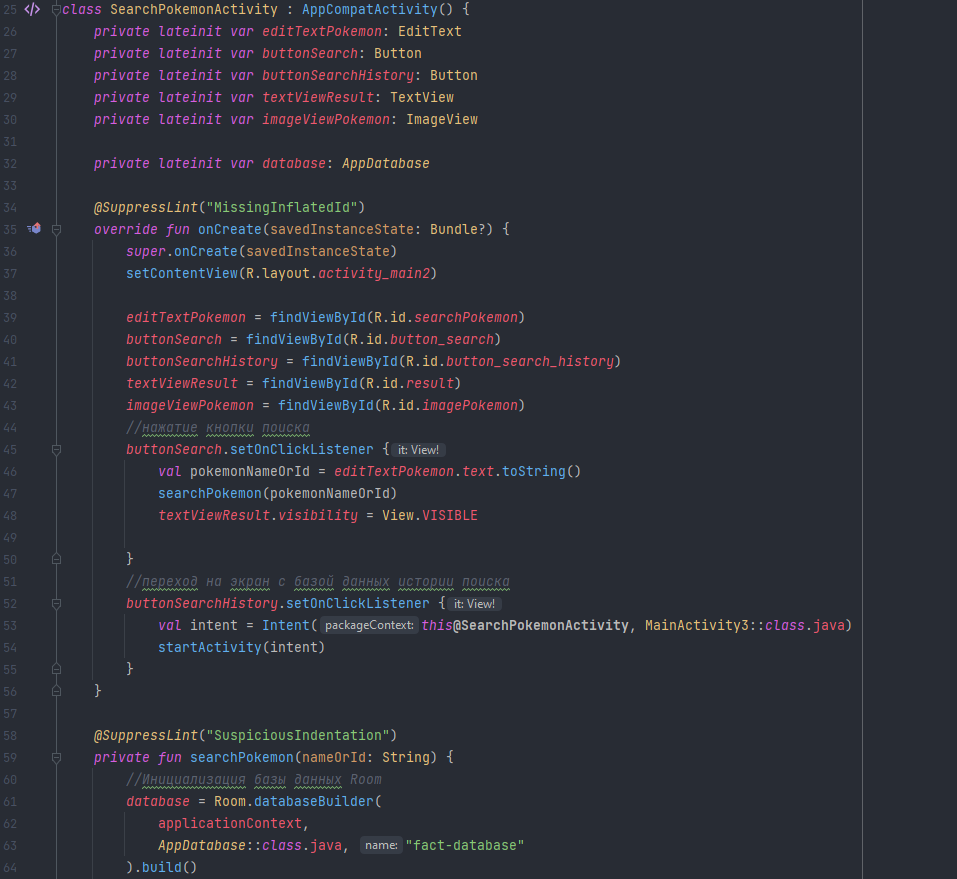 25 class SearchPokemonActivity : AppCompatActivity() {
26 private lateinit var editTextPokemon: EditText
27 private lateinit var buttonSearch: Button
28 private lateinit var buttonSearchHistory: Button
29 private lateinit var textViewResult: TextView
30 private lateinit var imageViewPokemon: ImageView
31
32 private lateinit var database: AppDatabase
33
34 @SuppressLint("MissingInflatedId")
35 override fun onCreate(savedInstanceState: Bundle?) {
36 super.onCreate(savedInstanceState)
37 setContentView(R.layout.activity_main2)
38
39 editTextPokemon = findViewById(R.id.searchPokemon)
40 buttonSearch = findViewById(R.id.button_search)
41 buttonSearchHistory = findViewById(R.id.button_search_history)
42 textViewResult = findViewById(R.id.result)
43 imageViewPokemon = findViewById(R.id.imagePokemon)
44 //нажатие кнопки поиска
45 buttonSearch.setOnClickListener { it: View!
46 val pokemonNameOrId = editTextPokemon.text.toString()
47 searchPokemon(pokemonNameOrId)
48 textViewResult.visibility = View.VISIBLE
49
50 }
51 //переход на экран с базой данных истории поиска
52 buttonSearchHistory.setOnClickListener { it: View!
53 val intent = Intent( packageContext: this@SearchPokemonActivity, MainActivity3::class.java)
54 startActivity(intent)
55 }
56 }
57
58 @SuppressLint("SuspiciousIndentation")
59 private fun searchPokemon(nameOrId: String) {
60 //Инициализация базы данных Room
61 database = Room.databaseBuilder(
62 applicationContext,
63 AppDatabase::class.java, name: "fact-database"
64 ).build()